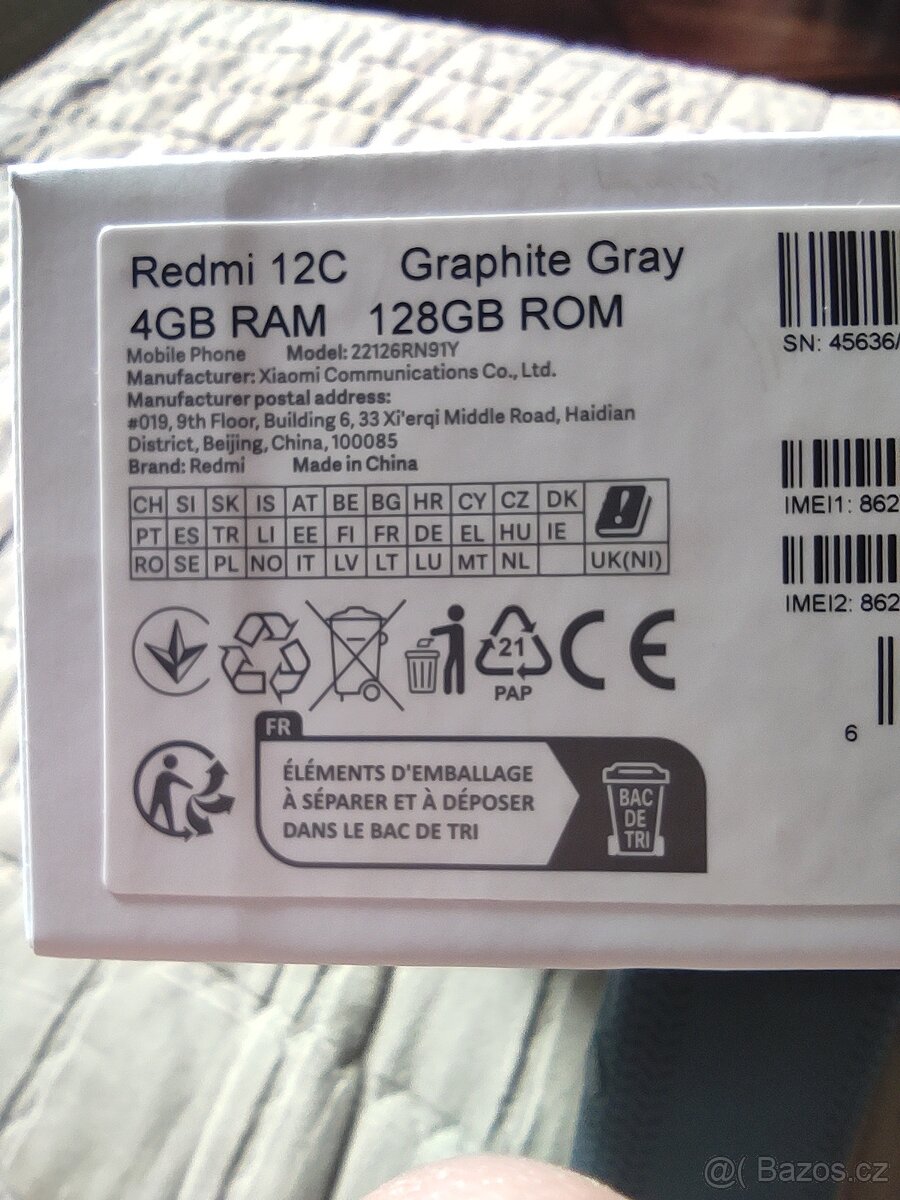 Redmi 12C Graphite Gray
4GB RAM 128GB ROM
Mobile Phone Model: 22126RN91Y
Manufacturer: Xiaomi Communications Co., Ltd.
Manufacturer postal address:
#019, 9th Floor, Building 6, 33 Xi'erqi Middle Road, Haidian
District, Beijing, China, 100085
Brand: Redmi Made in China
CH SI SK IS AT BE BG HR CY CZ DK
PT ES TR LI EE FI FR DE EL HU IE
RO SE PL NO IT LV LT LU MT NL UK(NI)
21
PAP
CE
FR
ÉLÉMENTS D'EMBALLAGE
À SÉPARER ET À DÉPOSER
DANS LE BAC DE TRI
BAC
DE
TRI
SN: 45636/
IMEI1: 862
IMEI2: 862
6
@( Bazos.cz